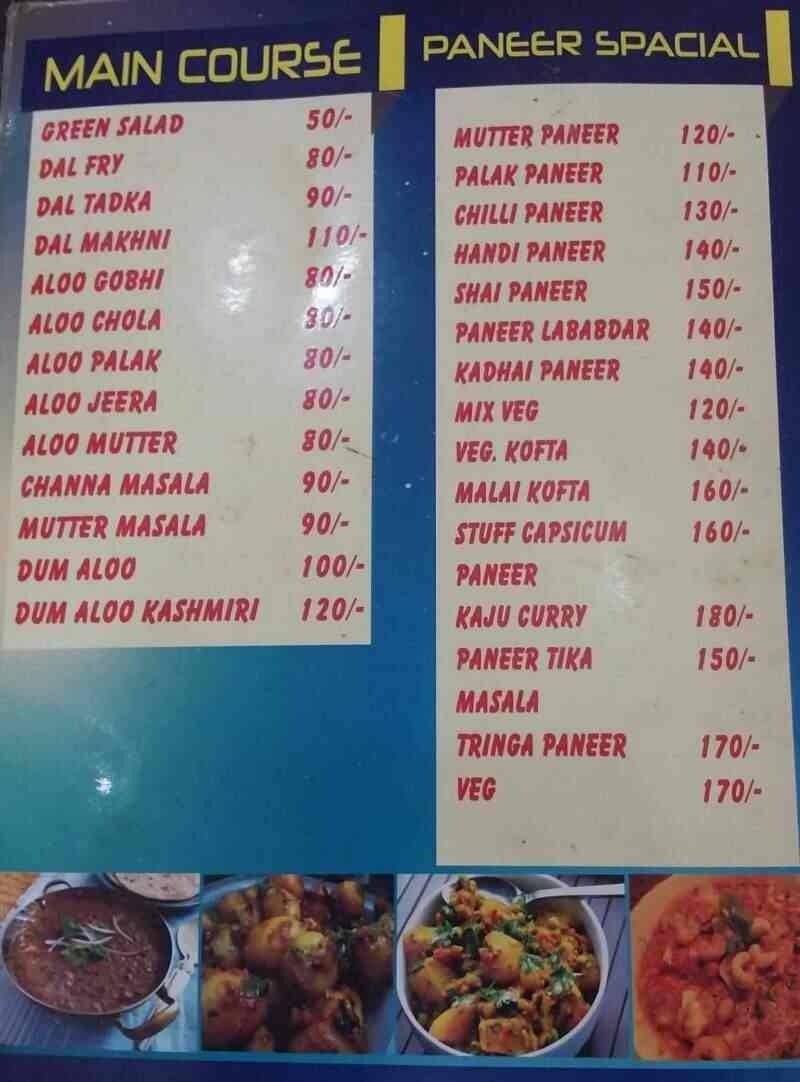 MAIN COURSE
GREEN SALAD 50/-
DAL FRY 80/-
DAL TADKA 90/-
DAL MAKHNI 110/-
ALOO GOBHI 80/-
ALOO CHOLA 80/-
ALOO PALAK 80/-
ALOO JEERA 80/-
ALOO MUTTER 80/-
CHANNA MASALA 90/-
MUTTER MASALA 90/-
DUM ALOO 100/-
DUM ALOO KASHMIRI 120/-
PANEER SPACIAL
MUTTER PANEER 120/-
PALAK PANEER 110/-
CHILLI PANEER 130/-
HANDI PANEER 140/-
SHAI PANEER 150/-
PANEER LABABDAR 140/-
KADHAI PANEER 140/-
MIX VEG 120/-
VEG. KOFTA 140/-
MALAI KOFTA 160/-
STUFF CAPSICUM 160/-
PANEER
KAJU CURRY 180/-
PANEER TIKA 150/-
MASALA
TRINGA PANEER 170/-
VEG 170/-